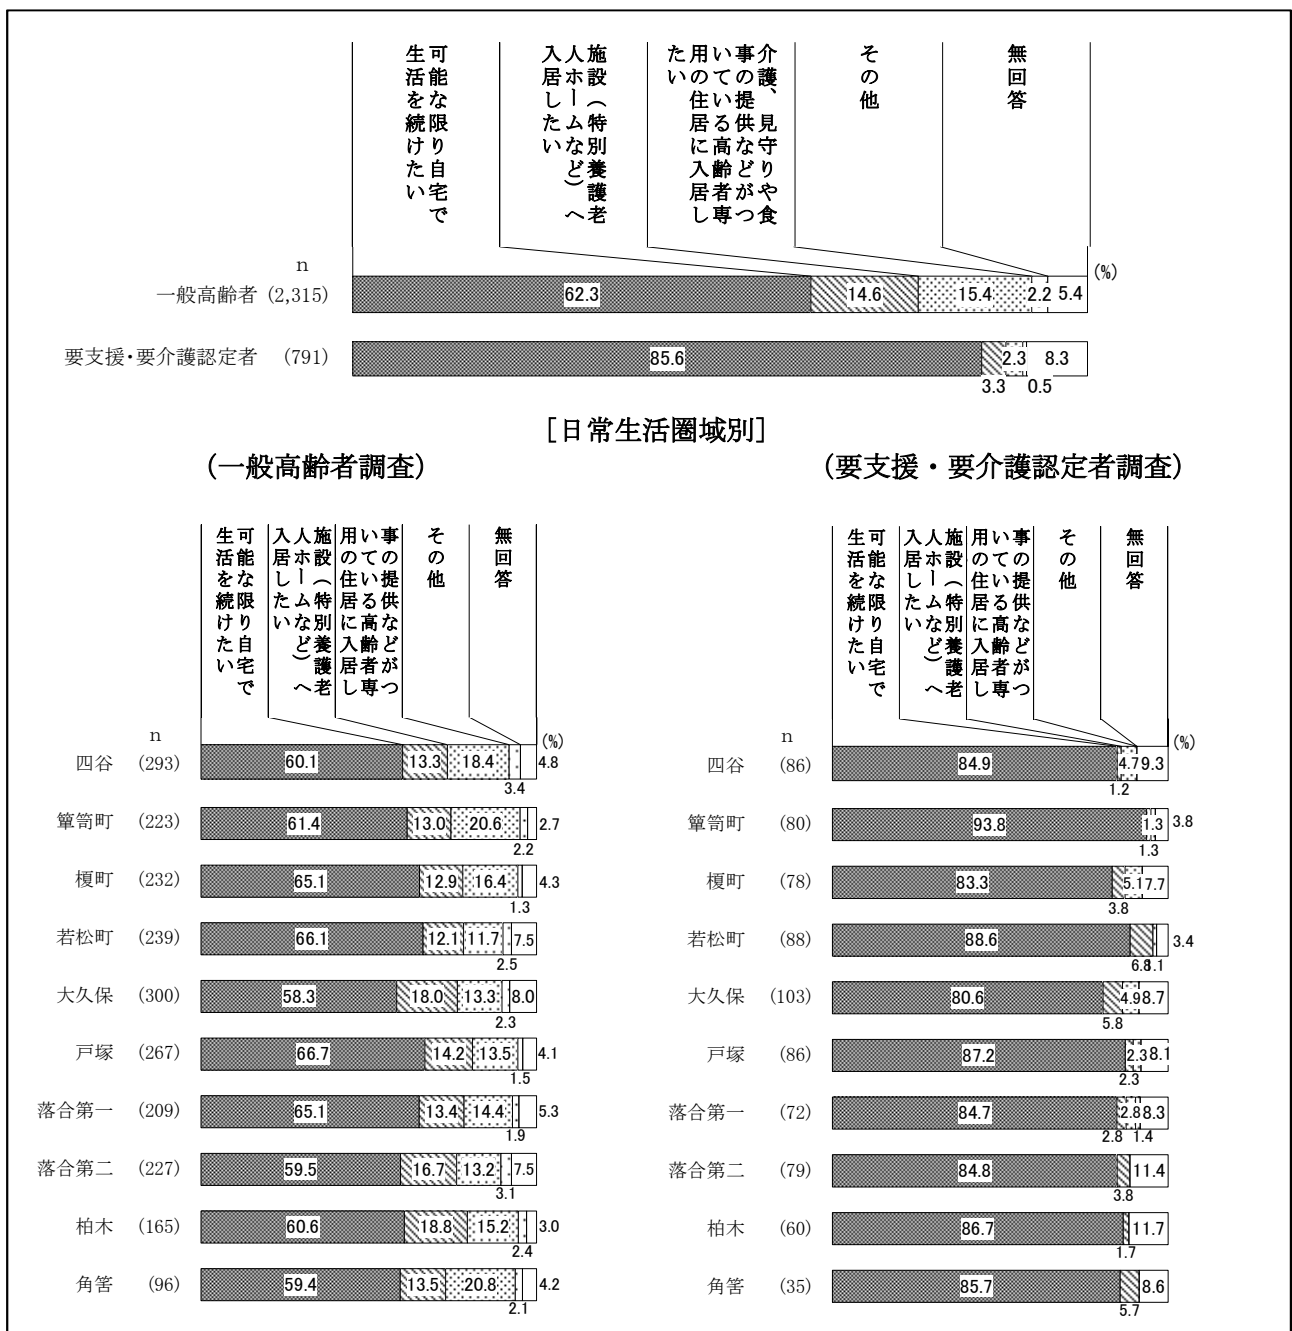 可能な限り自宅で
生活を続けたい
施設（特別養護老
人ホームなど）へ
入居したい
介護、見守りや食
事の提供などがつ
いている高齢者専
用の住居に入居し
たい
その他
無回答
n
(%)
一般高齢者 (2,315) 62.3 14.6 15.4 2.2 5.4
要支援・要介護認定者 (791) 85.6 2.3 8.3
3.3 0.5
［日常生活圏域別］
（一般高齢者調査）
可能な限り自宅で
生活を続けたい
施設（特別養護老
人ホームなど）へ
入居したい
事の提供などがつ
いている高齢者専
用の住居に入居し
その他
無回答
n
(%)
四谷 (293) 60.1 13.3 18.4 4.8
3.4
簞笥町 (223) 61.4 13.0 20.6 2.7
2.2
榎町 (232) 65.1 12.9 16.4 4.3
1.3
若松町 (239) 66.1 12.1 11.7 7.5
2.5
大久保 (300) 58.3 18.0 13.3 8.0
2.3
戸塚 (267) 66.7 14.2 13.5 4.1
1.5
落合第一 (209) 65.1 13.4 14.4 5.3
1.9
落合第二 (227) 59.5 16.7 13.2 7.5
3.1
柏木 (165) 60.6 18.8 15.2 3.0
2.4
角筈 (96) 59.4 13.5 20.8 4.2
2.1
（要支援・要介護認定者調査）
可能な限り自宅で
生活を続けたい
施設（特別養護老
人ホームなど）へ
入居したい
事の提供などがつ
いている高齢者専
用の住居に入居し
その他
無回答
n
(%)
四谷 (86) 84.9 4.7 9.3
1.2
簞笥町 (80) 93.8 1.3 3.8
1.3
榎町 (78) 83.3 5.1 7.7
3.8
若松町 (88) 88.6 3.4
6.8 1.1
大久保 (103) 80.6 4.9 8.7
5.8
戸塚 (86) 87.2 2.3 8.1
2.3
落合第一 (72) 84.7 2.8 8.3
2.8 1.4
落合第二 (79) 84.8 11.4
3.8
柏木 (60) 86.7 11.7
1.7
角筈 (35) 85.7 8.6
5.7